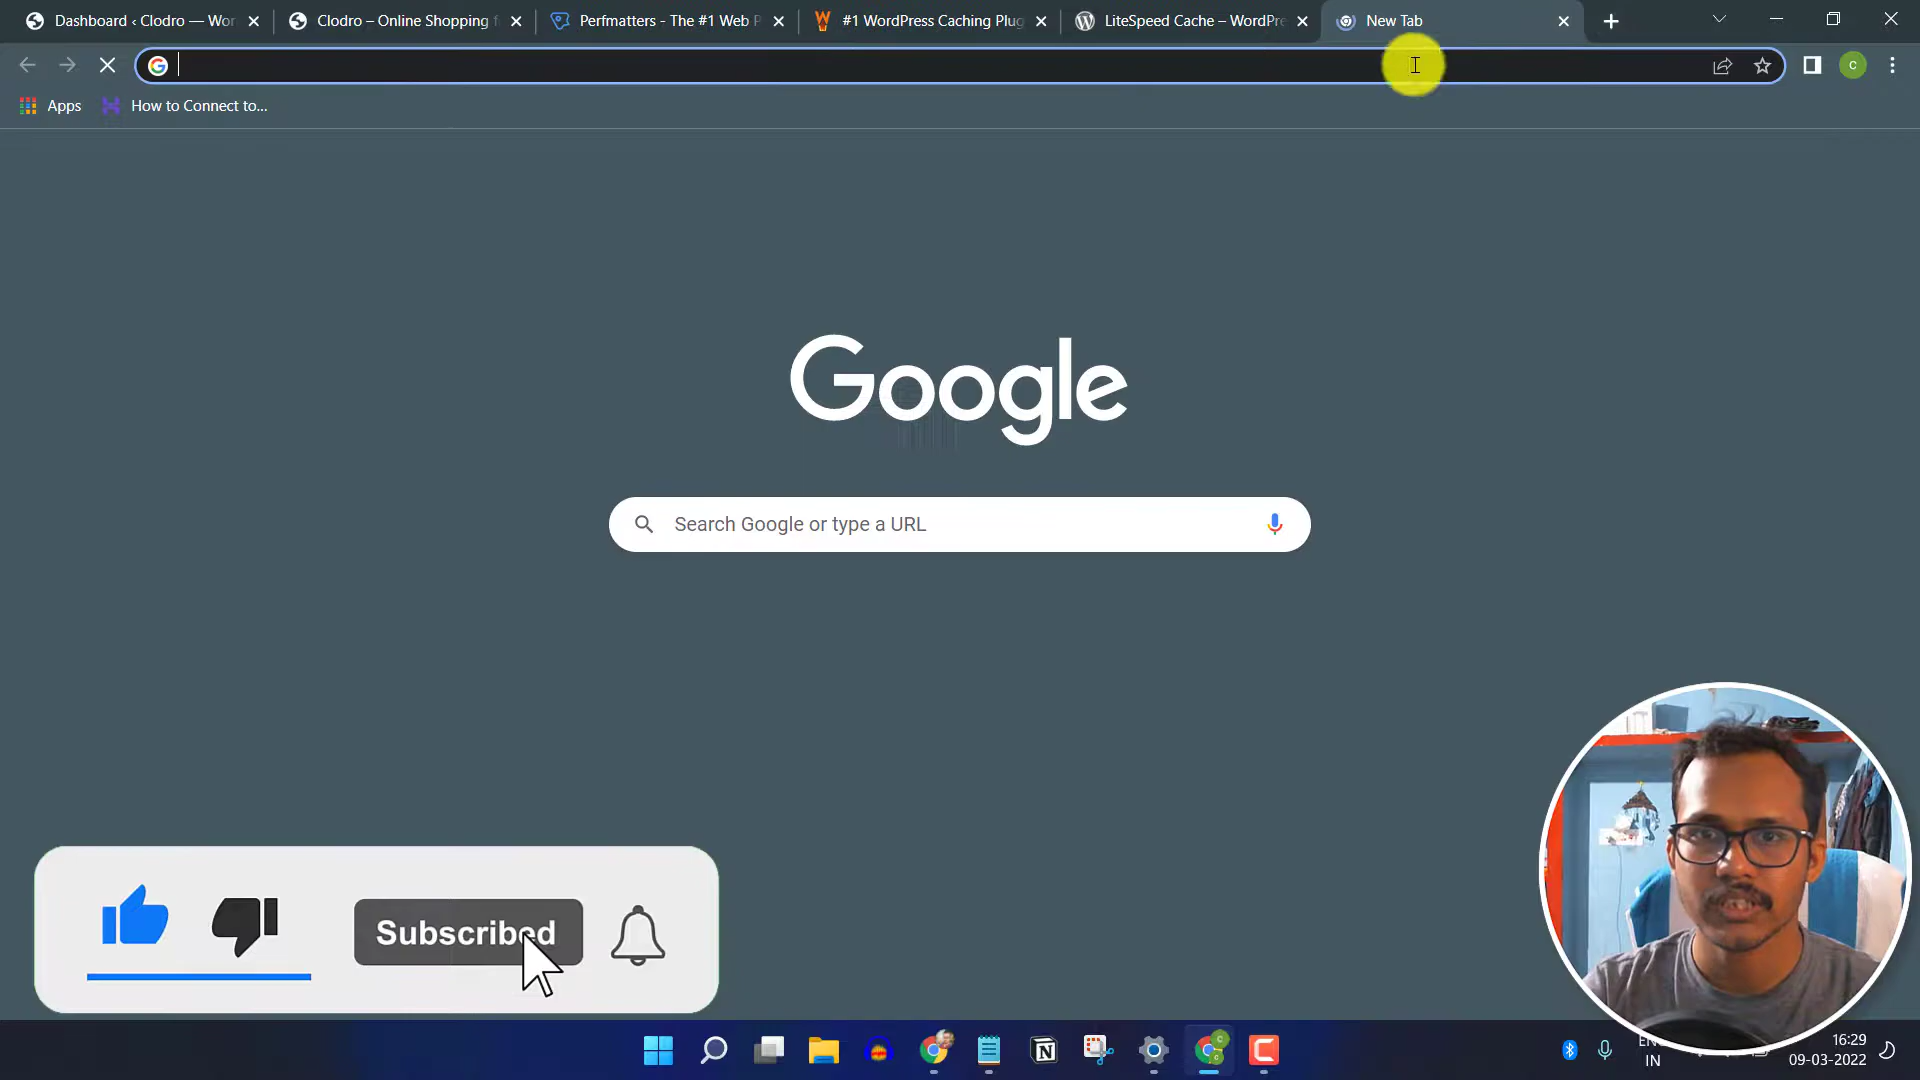 Dashboard ‹ Clodro — Wor
Clodro – Online Shopping f
Perfmatters - The #1 Web P
#1 WordPress Caching Plug
LiteSpeed Cache – WordPre
New Tab
Apps
How to Connect to...
C
Google
Search Google or type a URL
Subscribed
IN
16:29
09-03-2022